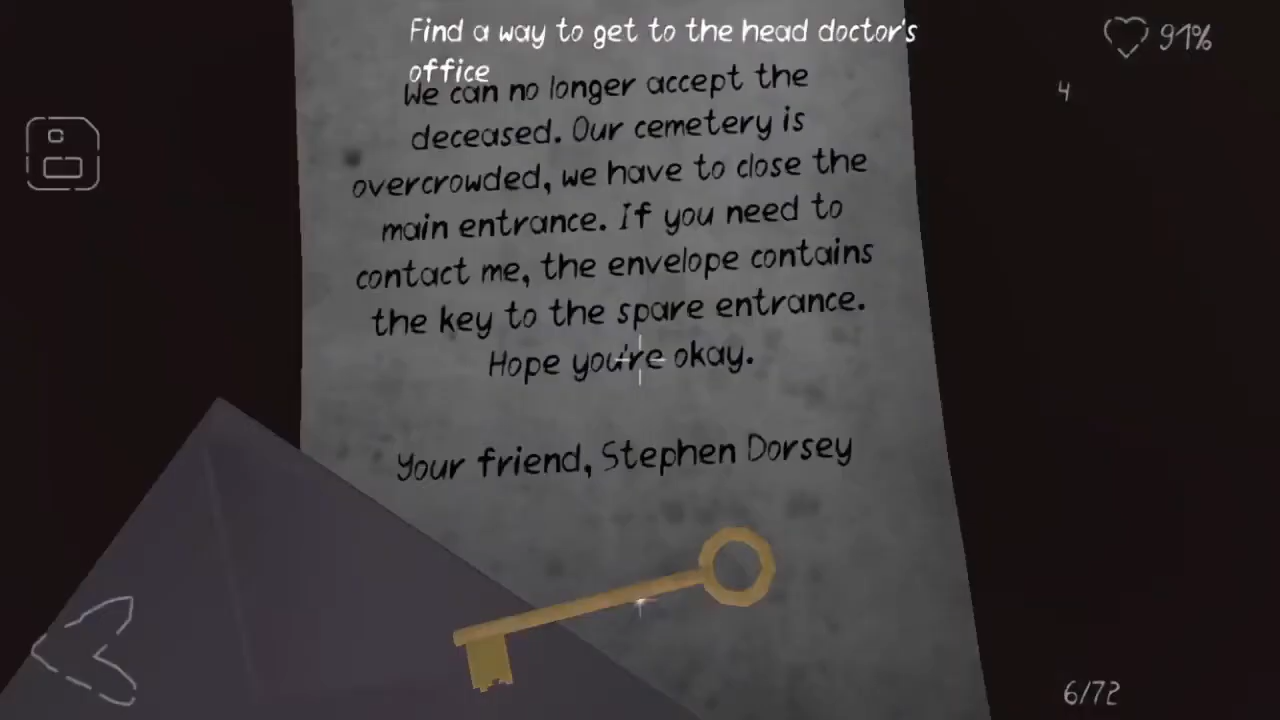 Find a way to get to the head doctor's
office
91%
4
We can no longer accept the
deceased. Our cemetery is
overcrowded, we have to close the
main entrance. If you need to
contact me, the envelope contains
the key to the spare entrance.
Hope you're okay.
Your friend, Stephen Dorsey
6/72